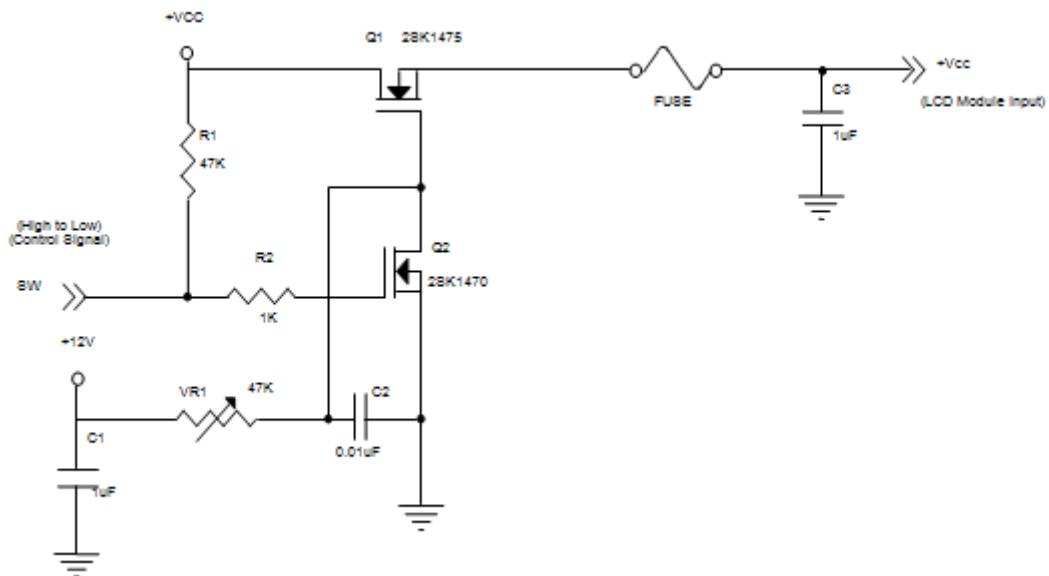 +VCC
Q1
2SK1475
FUSE
+Vcc
(LCD Module Input)
C3
1uF
R1
47K
(High to Low)
(Control Signal)
SW
R2
1K
Q2
2SK1470
+12V
VR1
47K
C2
0.01uF
C1
1uF